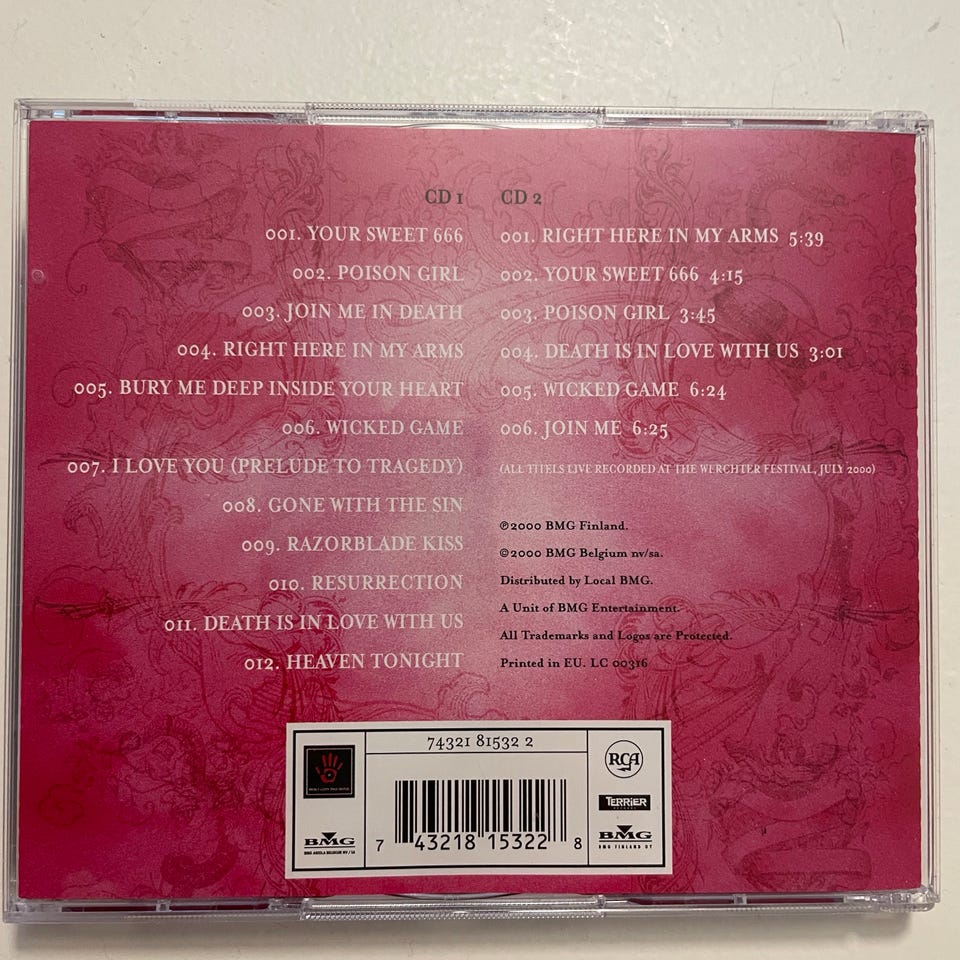 CD 1
001. YOUR SWEET 666
002. POISON GIRL
003. JOIN ME IN DEATH
004. RIGHT HERE IN MY ARMS
005. BURY ME DEEP INSIDE YOUR HEART
006. WICKED GAME
007. I LOVE YOU (PRELUDE TO TRAGEDY)
008. GONE WITH THE SIN
009. RAZORBLADE KISS
010. RESURRECTION
011. DEATH IS IN LOVE WITH US
012. HEAVEN TONIGHT
CD 2
001. RIGHT HERE IN MY ARMS 5:39
002. YOUR SWEET 666 4:15
003. POISON GIRL 3:45
004. DEATH IS IN LOVE WITH US 3:01
005. WICKED GAME 6:24
006. JOIN ME 6:25
(ALL TITELS LIVE RECORDED AT THE WERCHTER FESTIVAL, JULY 2000)
℗2000 BMG Finland.
©2000 BMG Belgium nv/sa.
Distributed by Local BMG.
A Unit of BMG Entertainment.
All Trademarks and Logos are Protected.
Printed in EU. LC 00316
74321 81532 2
BMG
BMG ARIOLA BELGIUM NV/SA
7 43218 15322 8
RCA
TERRIER
RECORDS
BMG
BMG FINLAND OY